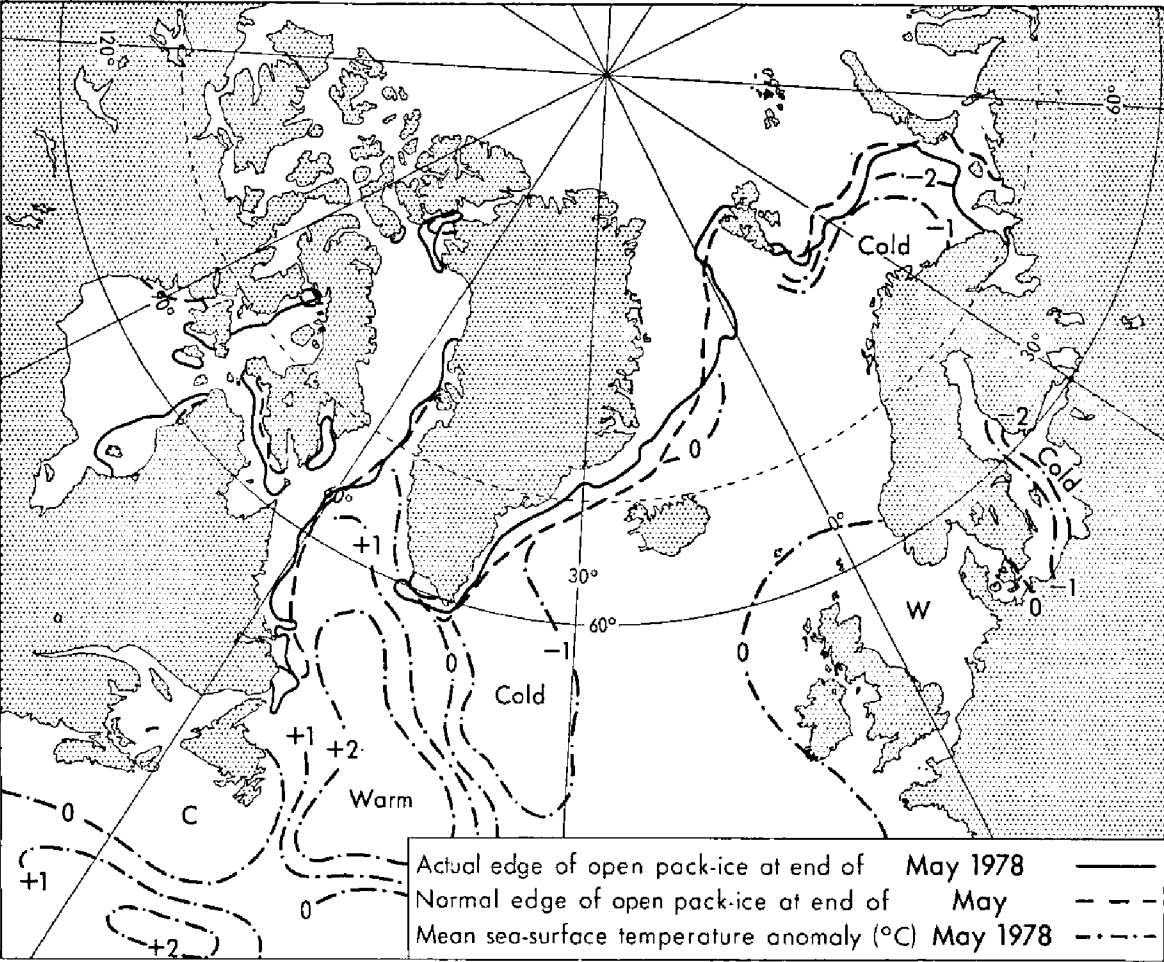 120°
60°
-2
-1
Cold
30°
-2
Cold
0
60°
+1
0°
30°
60°
W
-1
0
-1
0
0
Cold
+1
+2
Warm
0
C
+1
0
+2
Actual edge of open pack-ice at end of May 1978
Normal edge of open pack-ice at end of May
Mean sea-surface temperature anomaly (°C) May 1978